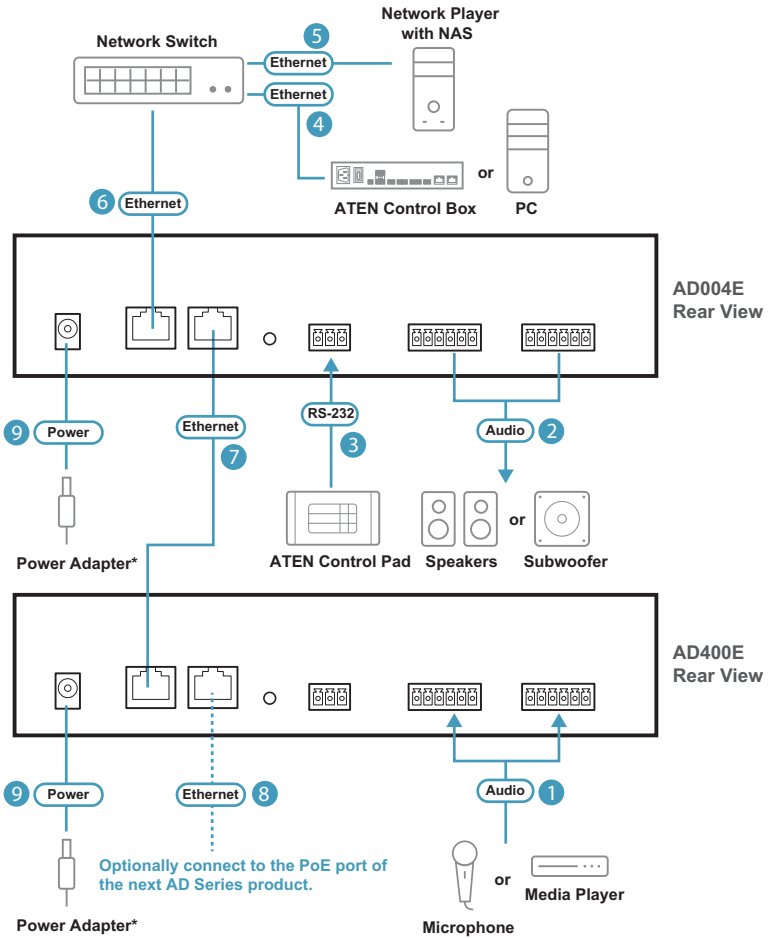 Network Player
with NAS
Network Switch
5
Ethernet
Ethernet
4
or
ATEN Control Box
PC
6
Ethernet
AD004E
Rear View
9
Power
Ethernet
7
RS-232
3
Audio
2
or
Power Adapter*
ATEN Control Pad
Speakers
Subwoofer
AD400E
Rear View
9
Power
Ethernet
8
Audio
1
Optionally connect to the PoE port of
the next AD Series product.
or
Media Player
Power Adapter*
Microphone